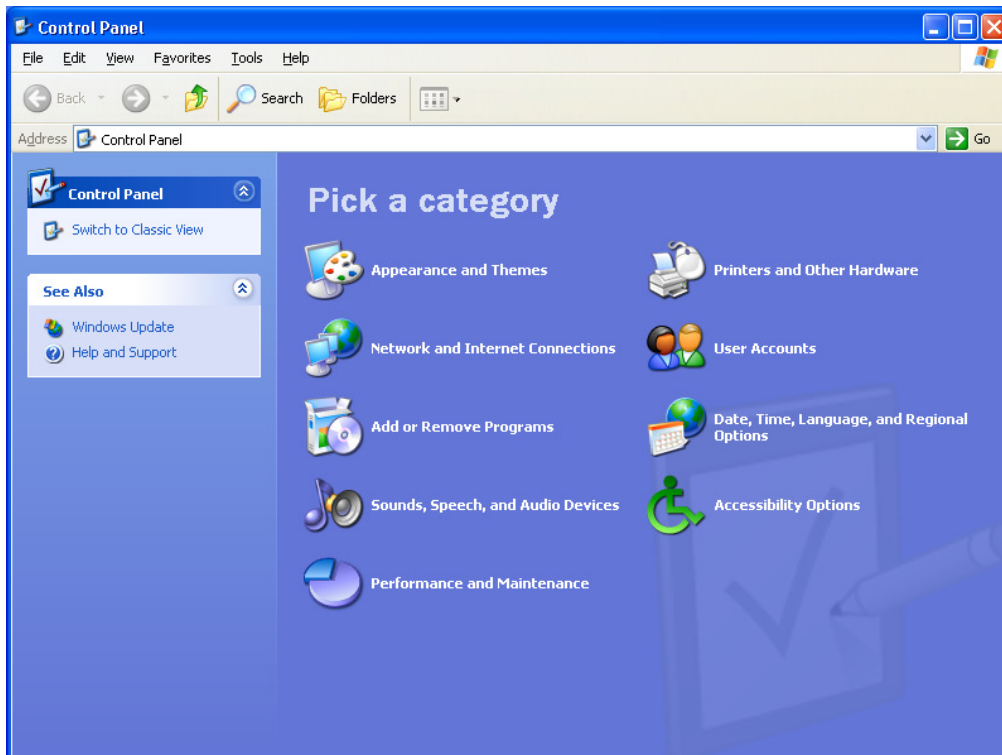 Control Panel
File Edit View Favorites Tools Help
Back Search Folders
Address Control Panel Go
Control Panel
Switch to Classic View
See Also
Windows Update
Help and Support
Pick a category
Appearance and Themes
Printers and Other Hardware
Network and Internet Connections
User Accounts
Add or Remove Programs
Date, Time, Language, and Regional
Options
Sounds, Speech, and Audio Devices
Accessibility Options
Performance and Maintenance